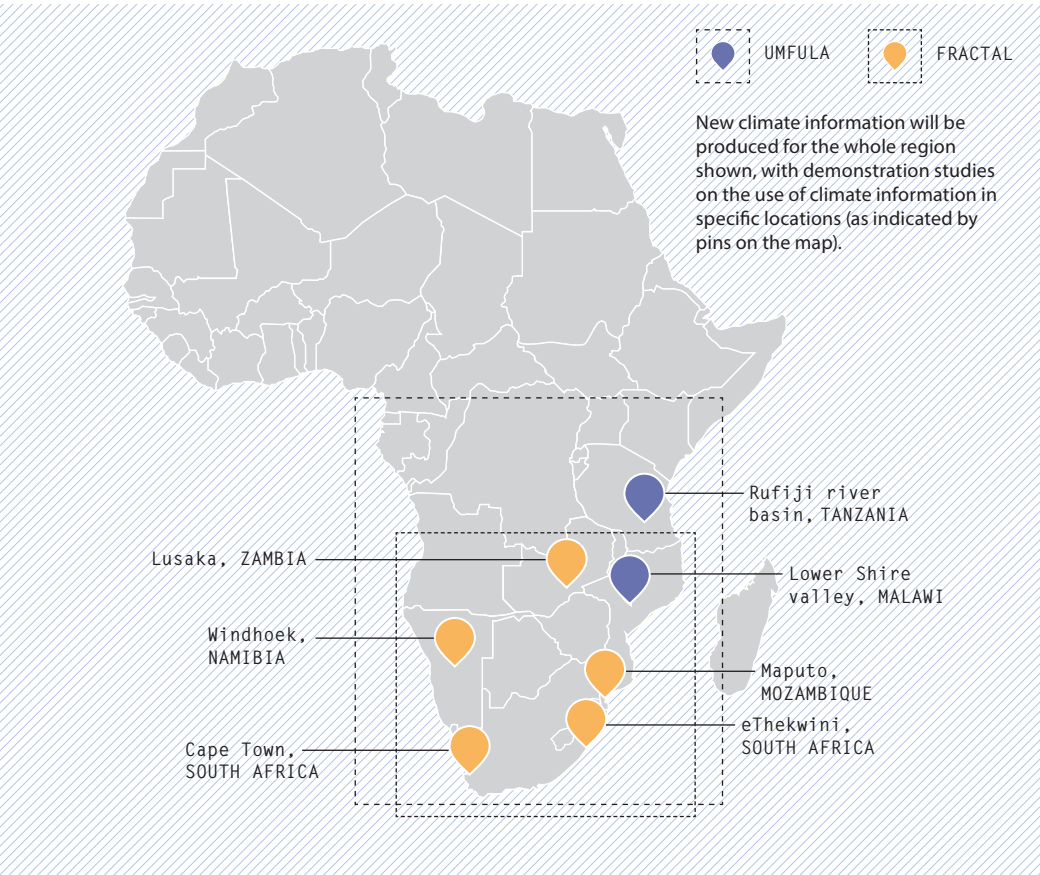 UMFULA
FRACTAL
New climate information will be
produced for the whole region
shown, with demonstration studies
on the use of climate information in
specific locations (as indicated by
pins on the map).
Rufiji river
basin, TANZANIA
Lusaka, ZAMBIA
Lower Shire
valley, MALAWI
Windhoek,
NAMIBIA
Maputo,
MOZAMBIQUE
eThekwini,
SOUTH AFRICA
Cape Town,
SOUTH AFRICA